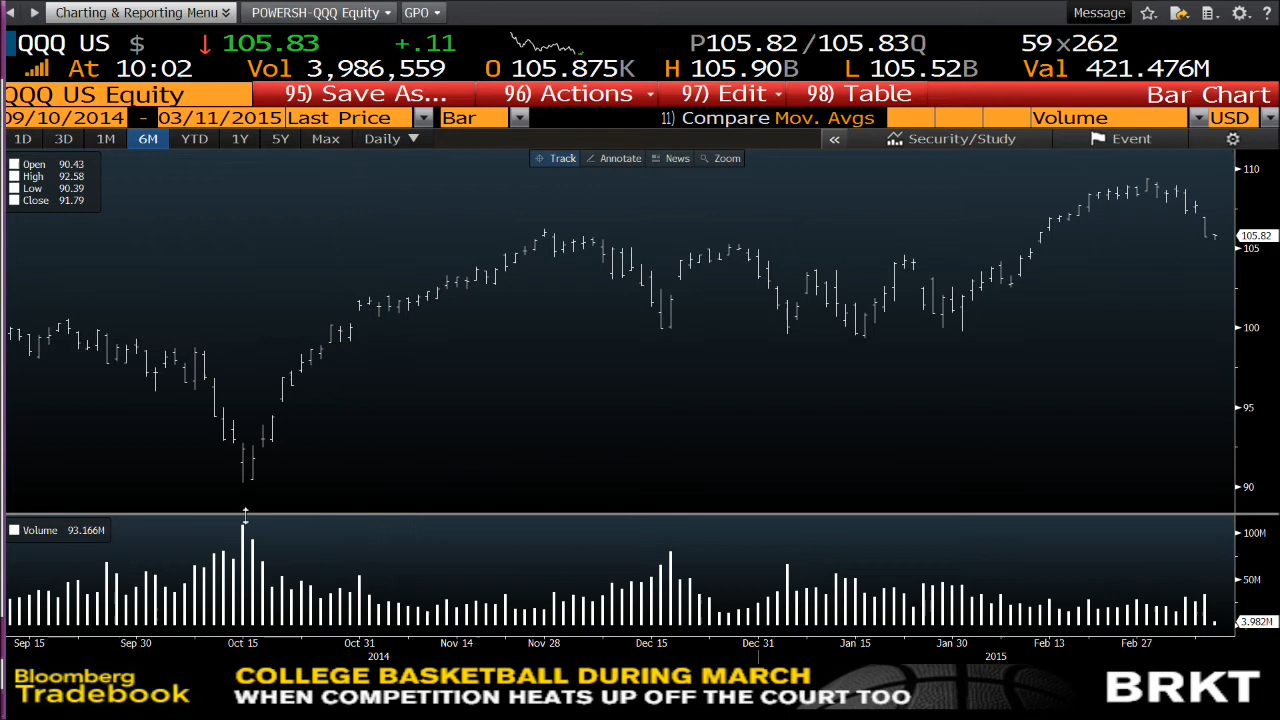 Charting & Reporting Menu POWERSH-QQQ Equity GPO Message ?
QQQ US $ ↓ 105.83 +.11 P105.82 /105.83Q 59 x262
At 10:02 Vol 3,986,559 O 105.875K H 105.90B L 105.52B Val 421.476M
QQQ US Equity 95) Save As... 96) Actions 97) Edit 98) Table Bar Chart
09/10/2014 - 03/11/2015 Last Price Bar 11) Compare Mov. Avgs Volume USD
1D 3D 1M 6M YTD 1Y 5Y Max Daily ▼ « Security/Study Event
Track Annotate News Zoom
Open 90.43
High 92.58
Low 90.39
Close 91.79
110
105.82
105
100
95
90
Volume 93.166M
100M
50M
3.982M
Sep 15 Sep 30 Oct 15 Oct 31 Nov 14 Nov 28 Dec 15 Dec 31 Jan 15 Jan 30 Feb 13 Feb 27
2014 2015
Bloomberg
Tradebook
COLLEGE BASKETBALL DURING MARCH
WHEN COMPETITION HEATS UP OFF THE COURT TOO
BRKT